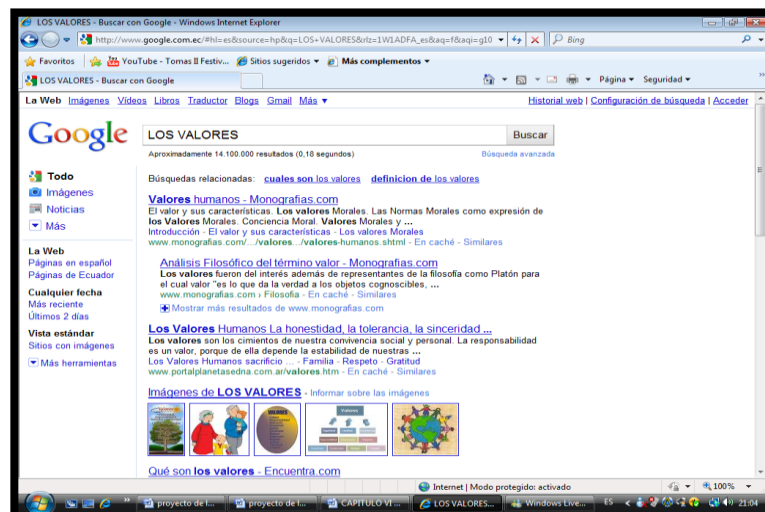 LOS VALORES - Buscar con Google - Windows Internet Explorer
http://www.google.com.ec/#hl=es&source=hp&q=LOS+VALORES&rlz=1W1ADFA_es&aq=f&aqi=g10
Bing
Favoritos YouTube - Tomas II Festiv... Sitios sugeridos Más complementos
LOS VALORES - Buscar con Google
Página Seguridad
La Web Imágenes Vídeos Libros Traductor Blogs Gmail Más
Historial web | Configuración de búsqueda | Acceder
Google
LOS VALORES
Buscar
Aproximadamente 14.100.000 resultados (0,18 segundos)
Búsqueda avanzada
Todo
Imágenes
Noticias
Más
La Web
Páginas en español
Páginas de Ecuador
Cualquier fecha
Más reciente
Últimos 2 días
Vista estándar
Sitios con imágenes
Más herramientas
Búsquedas relacionadas: cuales son los valores definicion de los valores
Valores humanos - Monografias.com
El valor y sus características. Los valores Morales. Las Normas Morales como expresión de
los Valores Morales. Conciencia Moral. Valores Morales y ...
Introducción - El valor y sus características - Los valores Morales
www.monografias.com/.../valores.../valores-humanos.shtml - En caché - Similares
Análisis Filosófico del término valor - Monografias.com
Los valores fueron del interés además de representantes de la filosofía como Platón para
el cual valor "es lo que da la verdad a los objetos cognoscibles, ...
www.monografias.com › Filosofia - En caché - Similares
Mostrar más resultados de www.monografias.com
Los Valores Humanos La honestidad, la tolerancia, la sinceridad ...
Los valores son los cimientos de nuestra convivencia social y personal. La responsabilidad
es un valor, porque de ella depende la estabilidad de nuestras ...
Los Valores Humanos sacrificio ... - Familia - Respeto - Gratitud
www.portalplanetasedna.com.ar/valores.htm - En caché - Similares
Imágenes de LOS VALORES - Informar sobre las imágenes
VALORES
Valores
Qué son los valores - Encuentra.com
Internet | Modo protegido: activado
100%
proyecto de l... proyecto de l... CAPITULO VI ... LOS VALORES... Windows Live... ES 21:04